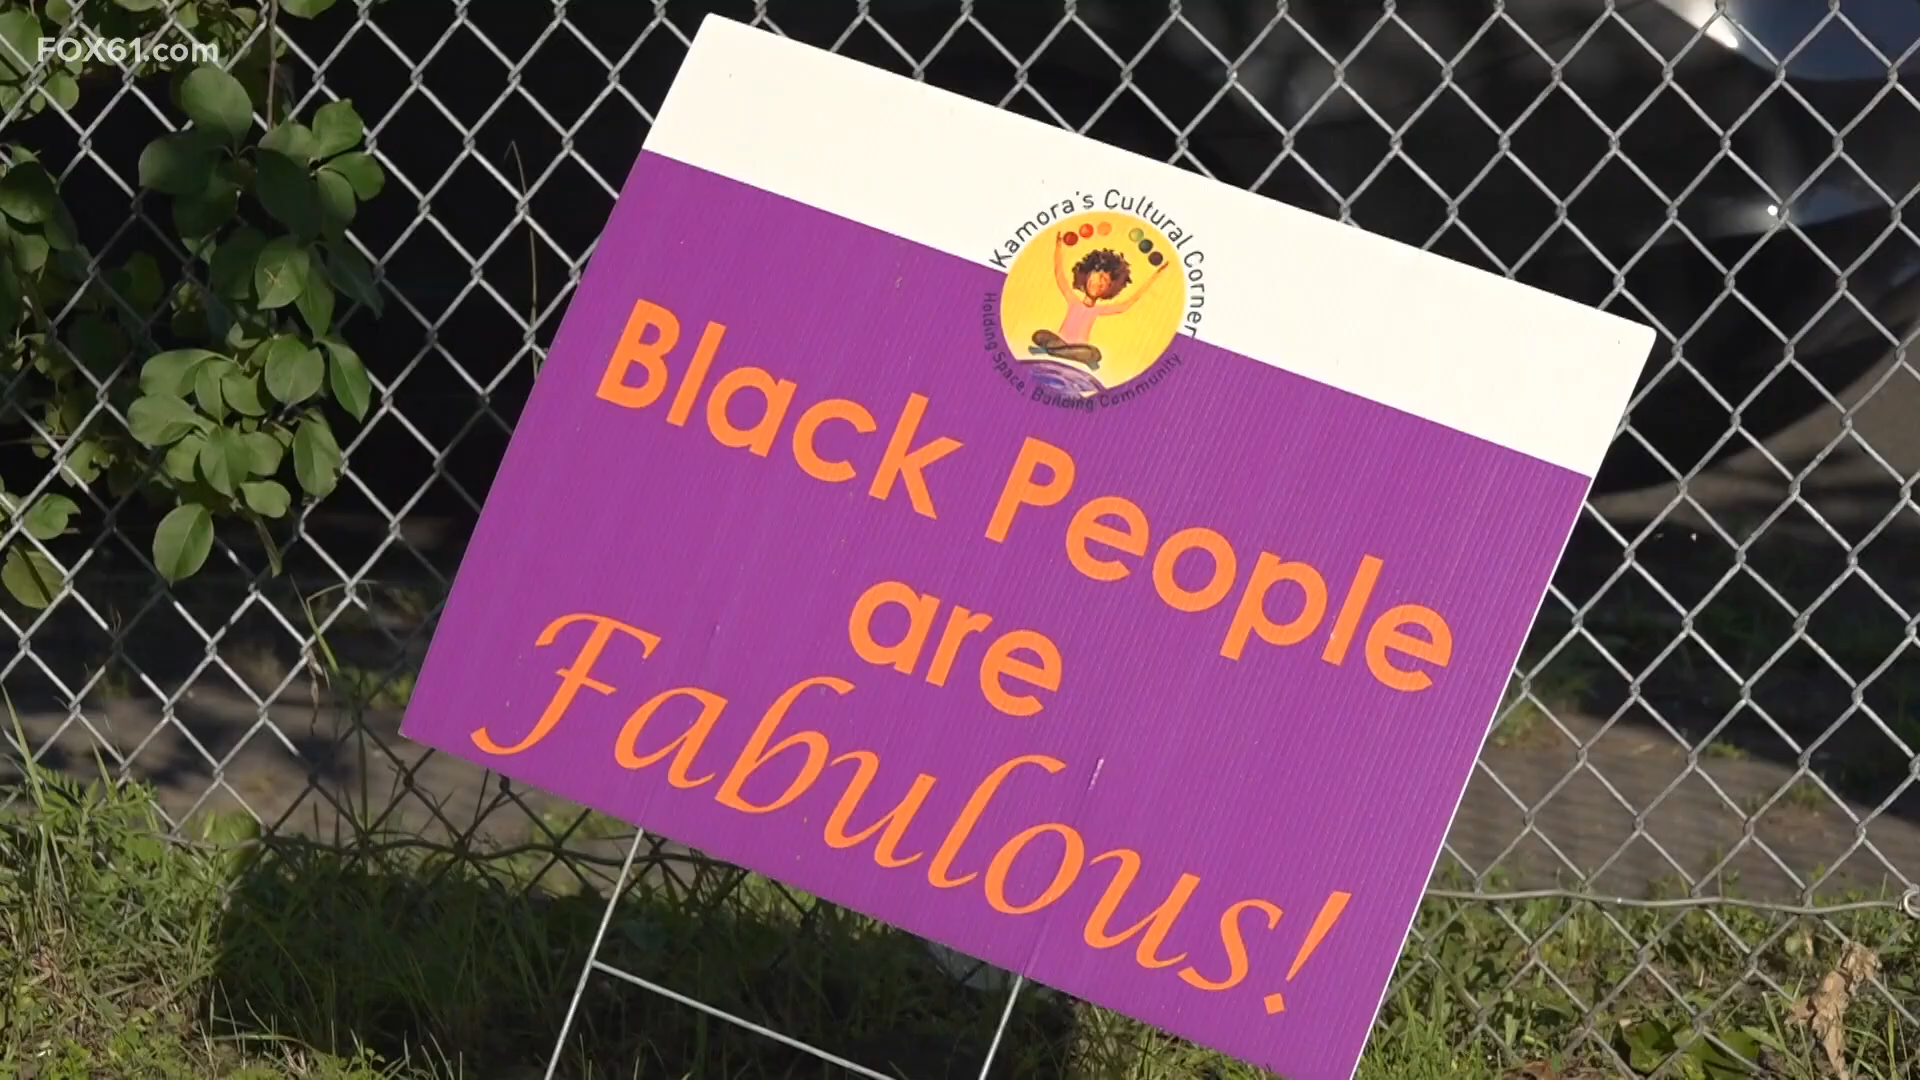 FOX61.com
Kamora's Cultural Corner
Holding Space, Building Community
Black People
are
Fabulous!